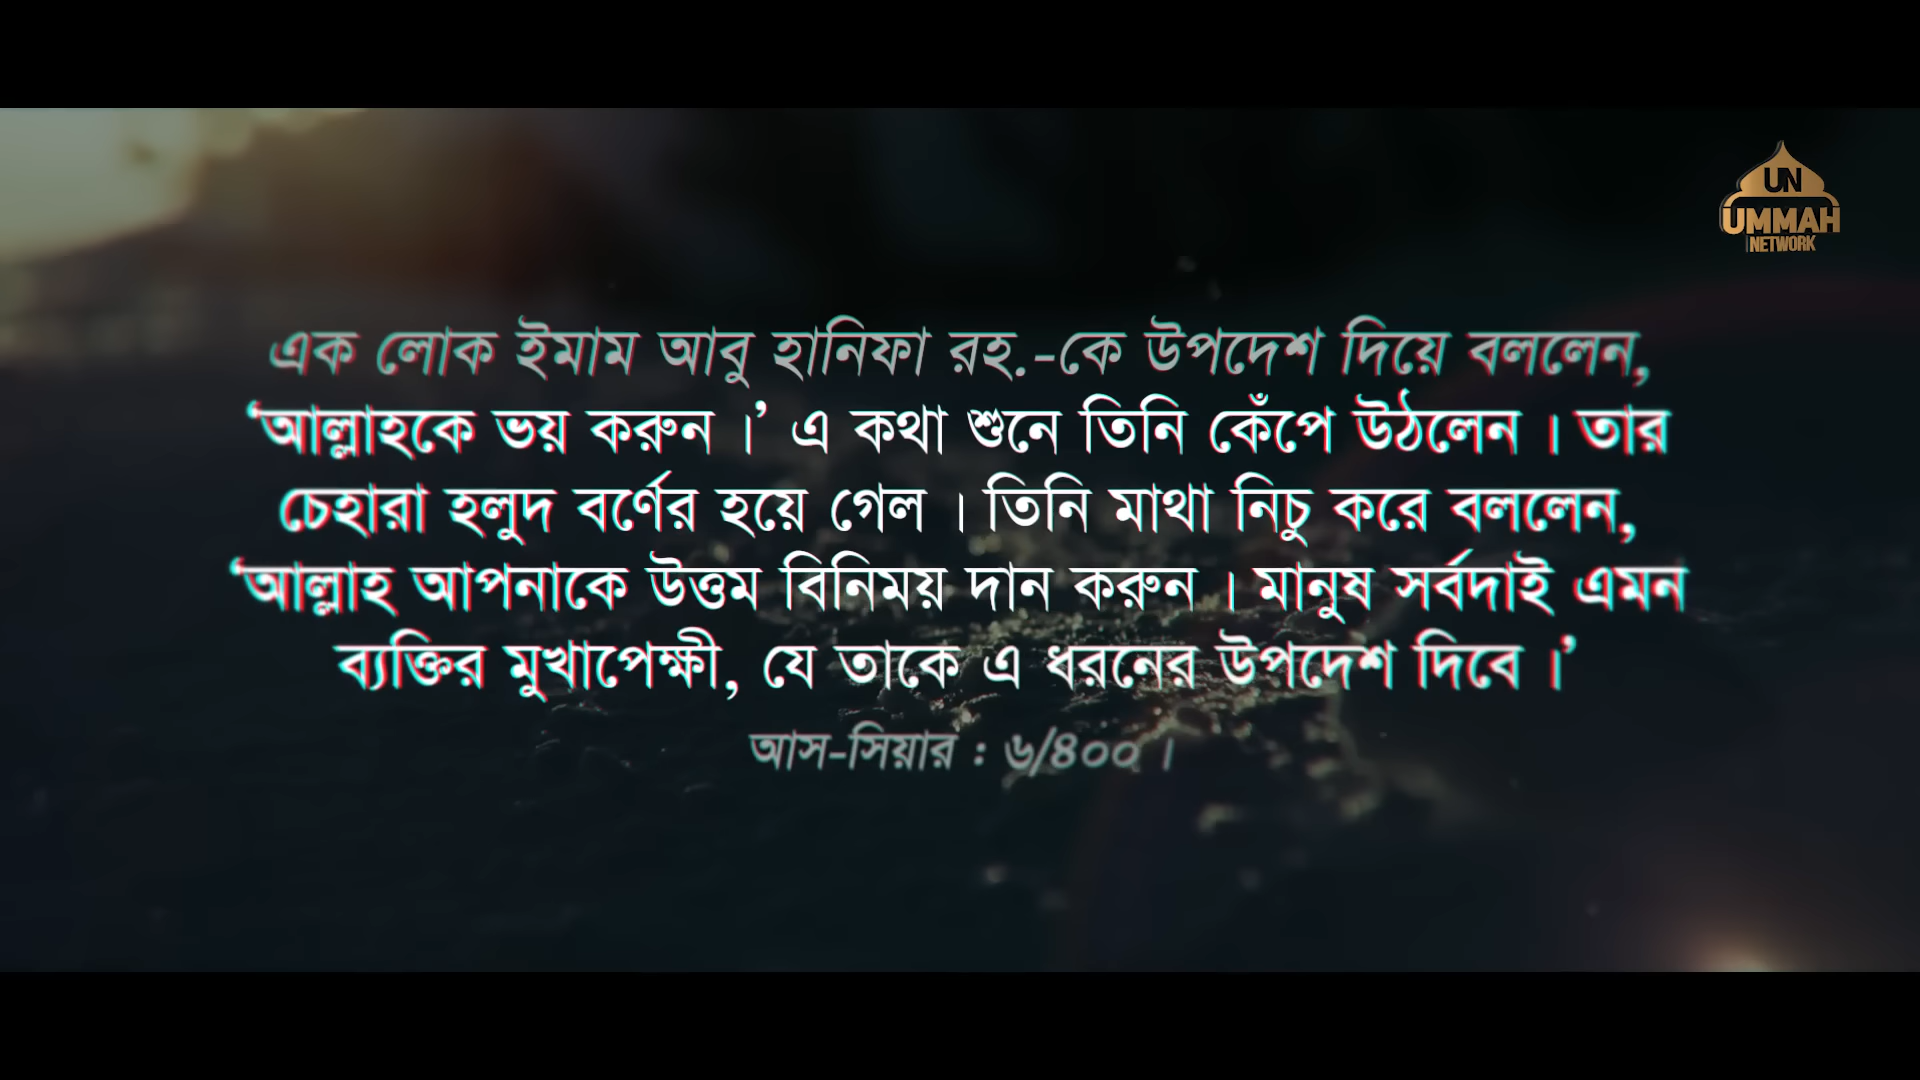 UN
UMMAH
NETWORK
এক লোক ইমাম আবু হানিফা রহ.-কে উপদেশ দিয়ে বললেন,
‘আল্লাহকে ভয় করুন।’ এ কথা শুনে তিনি কেঁপে উঠলেন। তার
চেহারা হলুদ বর্ণের হয়ে গেল। তিনি মাথা নিচু করে বললেন,
‘আল্লাহ আপনাকে উত্তম বিনিময় দান করুন। মানুষ সর্বদাই এমন
ব্যক্তির মুখাপেক্ষী, যে তাকে এ ধরনের উপদেশ দিবে।’
আস-সিয়ার : ৬/৪০০।